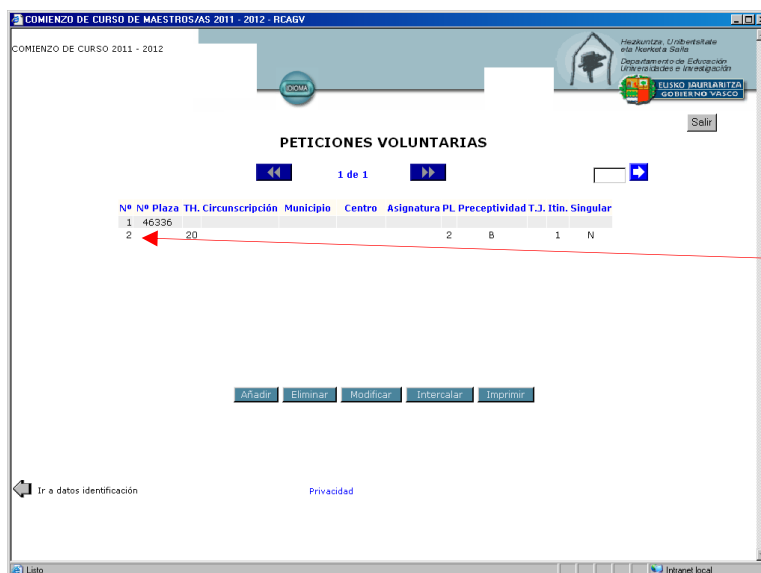 COMIENZO DE CURSO DE MAESTROS/AS 2011 - 2012 - RCAGV
COMIENZO DE CURSO 2011 - 2012
Hezkuntza, Unibertsitate
eta Ikerketa Saila
Departamento de Educación
Universidades e Investigación
IDIOMA
EUSKO JAURLARITZA
GOBIERNO VASCO
Salir
PETICIONES VOLUNTARIAS
1 de 1
Nº Nº Plaza TH. Circunscripción Municipio Centro Asignatura PL Preceptividad T.J. Itin. Singular
1 46336
2 20 2 B 1 N
Añadir Eliminar Modificar Intercalar Imprimir
Ir a datos identificación Privacidad
Listo Intranet local